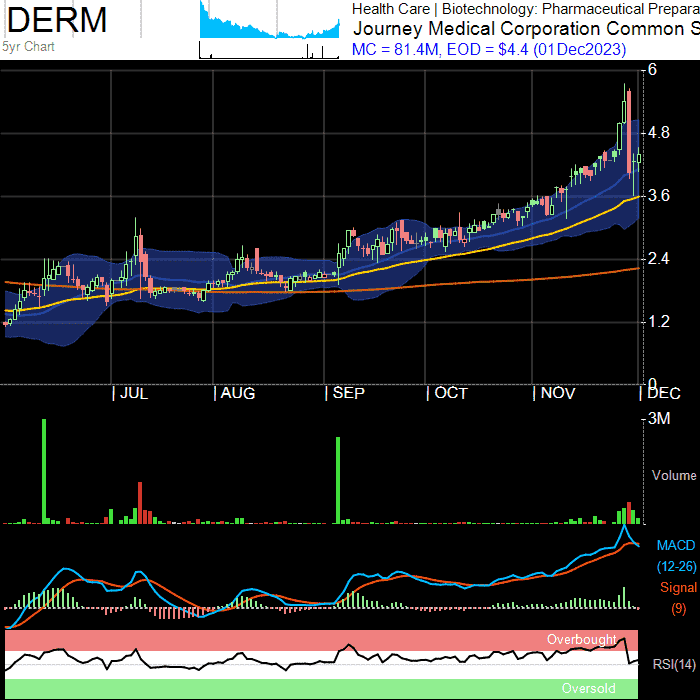 DERM
5yr Chart
Health Care | Biotechnology: Pharmaceutical Prepara
Journey Medical Corporation Common S
MC = 81.4M, EOD = $4.4 (01Dec2023)
6
4.8
3.6
2.4
1.2
0
JUL
AUG
SEP
OCT
NOV
DEC
3M
Volume
MACD
(12-26)
Signal
(9)
Overbought
RSI(14)
Oversold